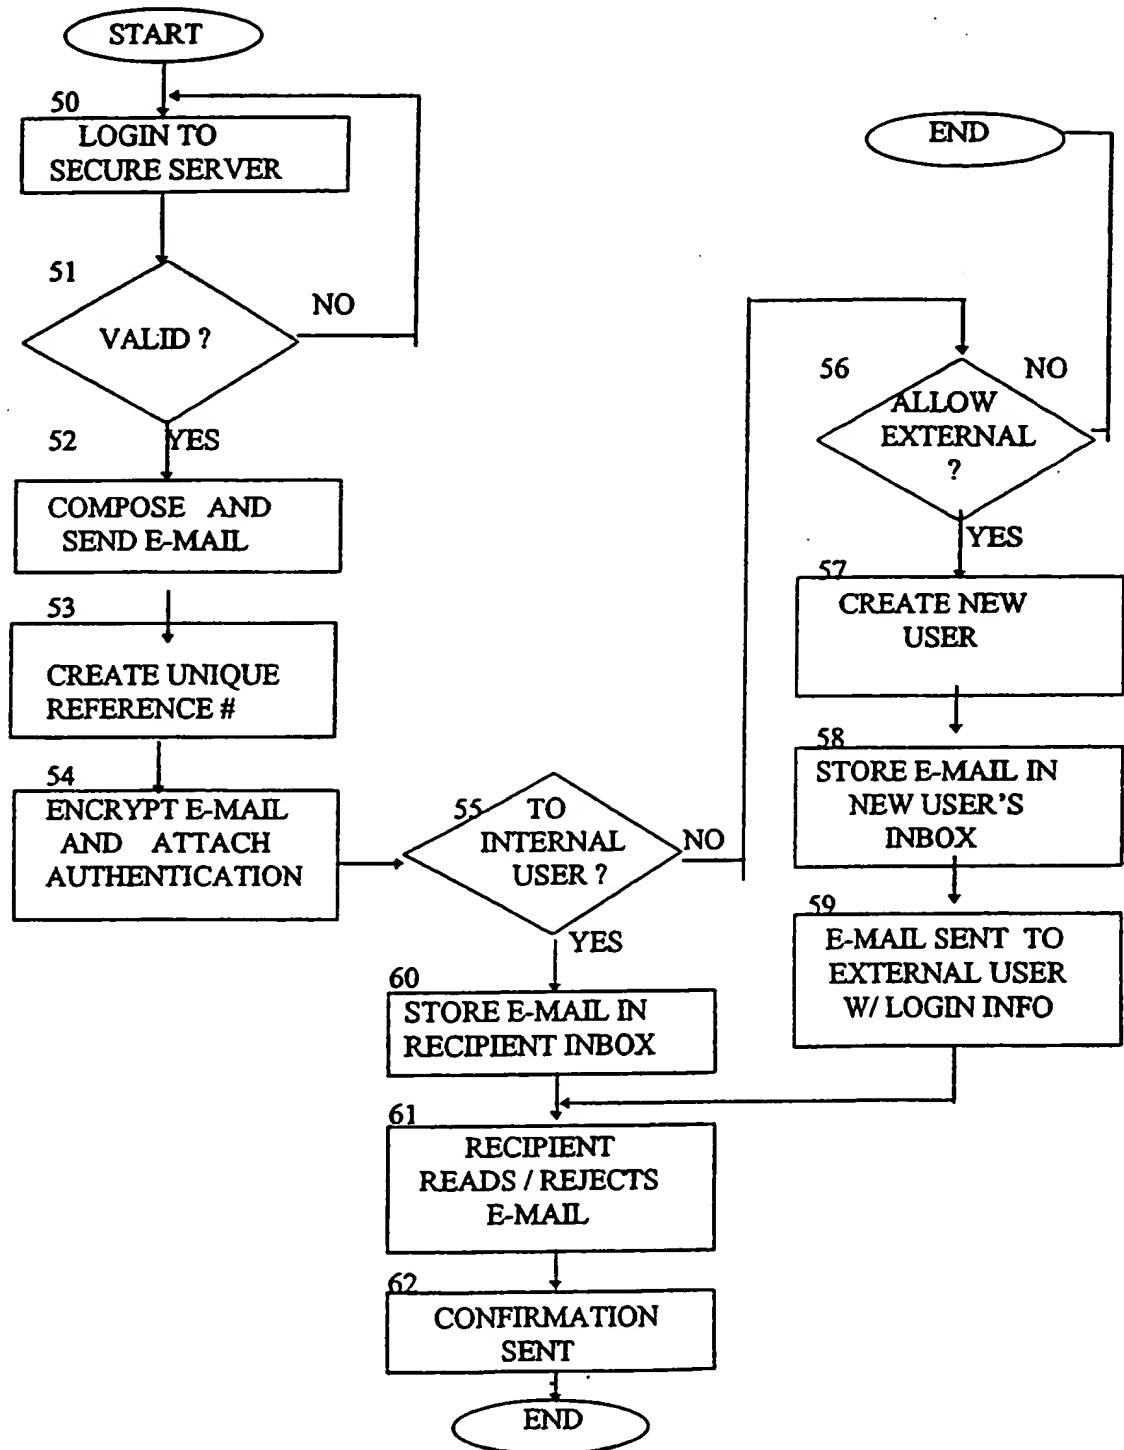 START
50
LOGIN TO
SECURE SERVER
51
VALID ?
NO
52
YES
COMPOSE AND
SEND E-MAIL
53
CREATE UNIQUE
REFERENCE #
54
ENCRYPT E-MAIL
AND ATTACH
AUTHENTICATION
55
TO
INTERNAL
USER ?
NO
YES
END
56
NO
ALLOW
EXTERNAL
?
YES
57
CREATE NEW
USER
58
STORE E-MAIL IN
NEW USER'S
INBOX
59
E-MAIL SENT TO
EXTERNAL USER
W/ LOGIN INFO
60
STORE E-MAIL IN
RECIPIENT INBOX
61
RECIPIENT
READS / REJECTS
E-MAIL
62
CONFIRMATION
SENT
END